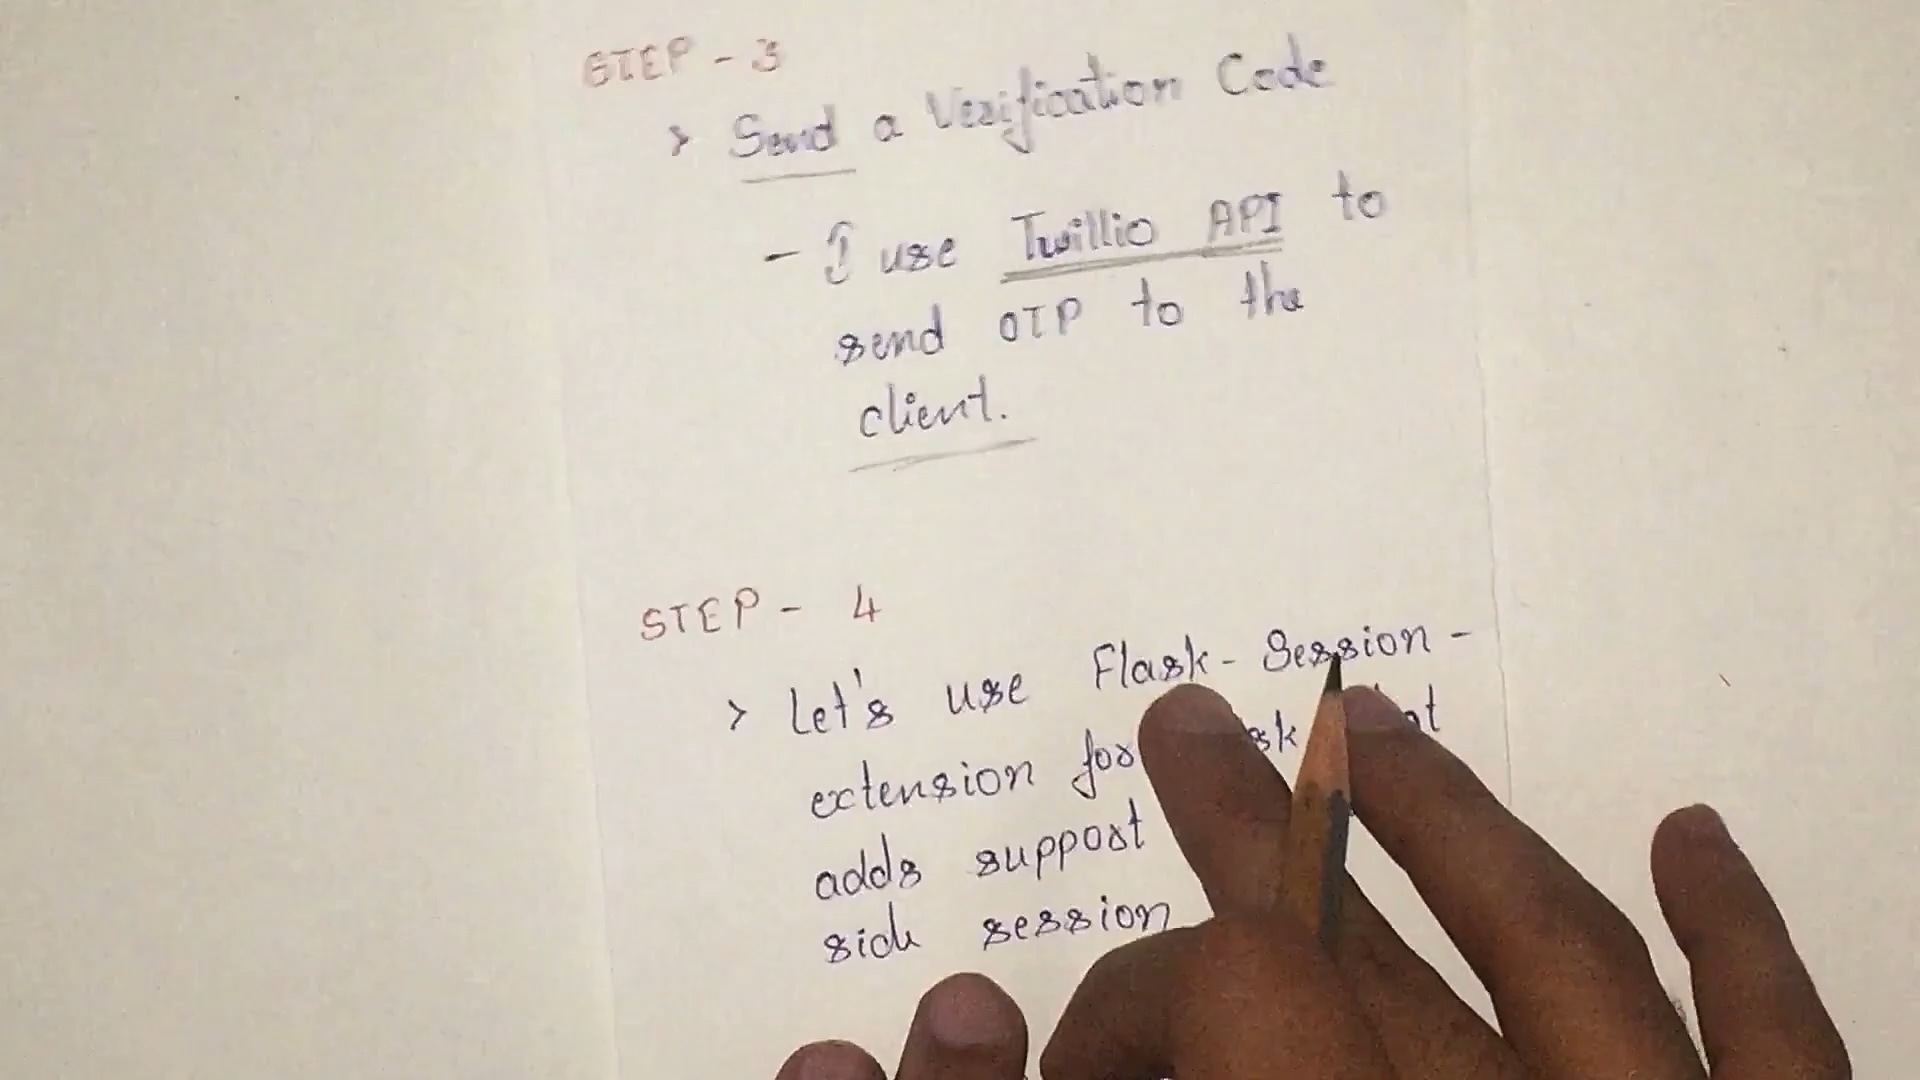 STEP - 3
> Send a Verification Code
- I use Twillio API to
send OTP to the
client.
STEP - 4
> Let's use Flask-Session -
extension for
adds support
side session